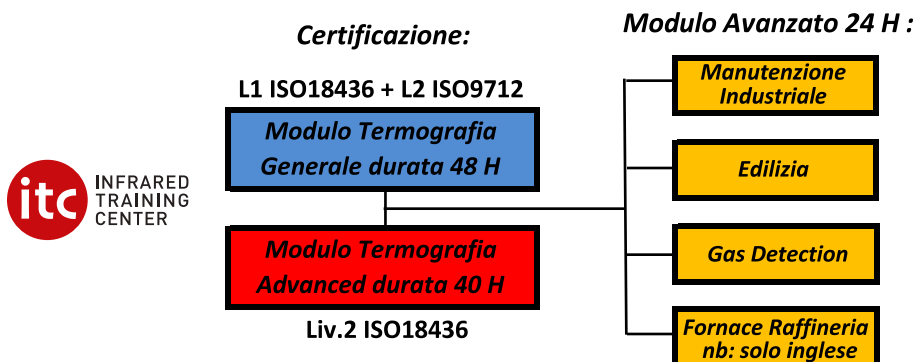 Certificazione:
L1 ISO18436 + L2 ISO9712
Modulo Termografia
Generale durata 48 H
itc INFRARED
TRAINING
CENTER
Modulo Termografia
Advanced durata 40 H
Liv.2 ISO18436
Modulo Avanzato 24 H :
Manutenzione
Industriale
Edilizia
Gas Detection
Fornace Raffineria
nb: solo inglese